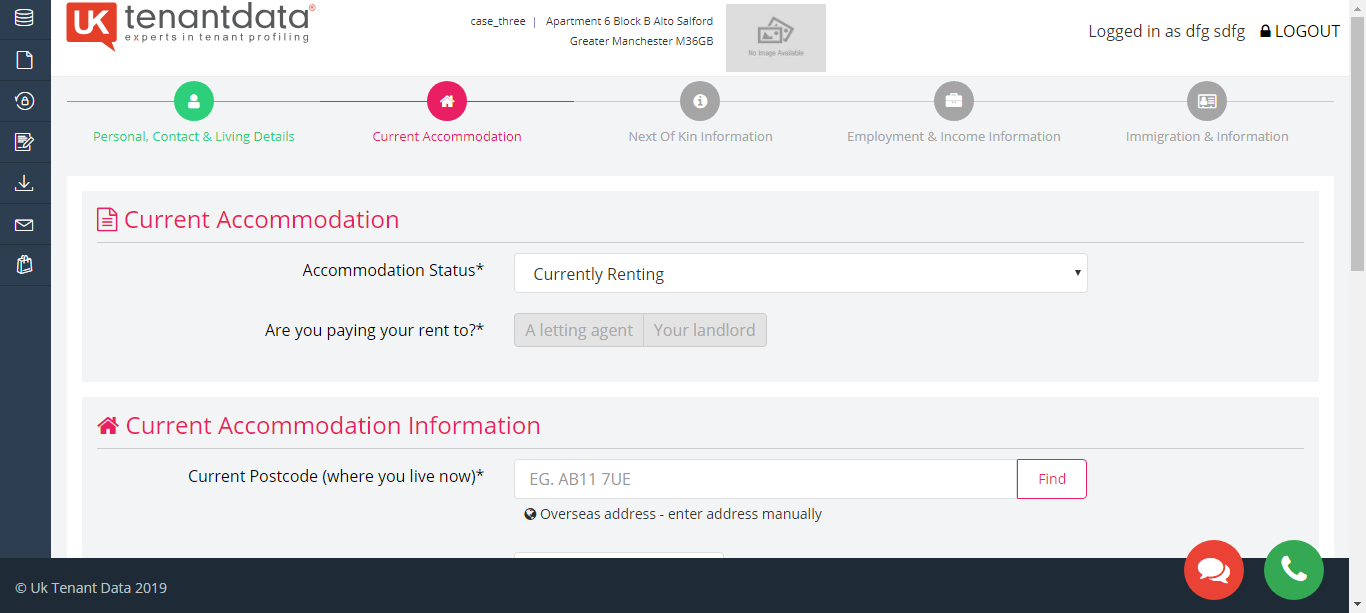 UK tenantdata®
experts in tenant profiling
case_three | Apartment 6 Block B Alto Salford
Greater Manchester M36GB
No Image Available
Logged in as dfg sdfg LOGOUT
Personal, Contact & Living Details
Current Accommodation
Next Of Kin Information
Employment & Income Information
Immigration & Information
Current Accommodation
Accommodation Status*
Currently Renting
Are you paying your rent to?*
A letting agent
Your landlord
Current Accommodation Information
Current Postcode (where you live now)*
EG. AB11 7UE
Find
Overseas address - enter address manually
© Uk Tenant Data 2019